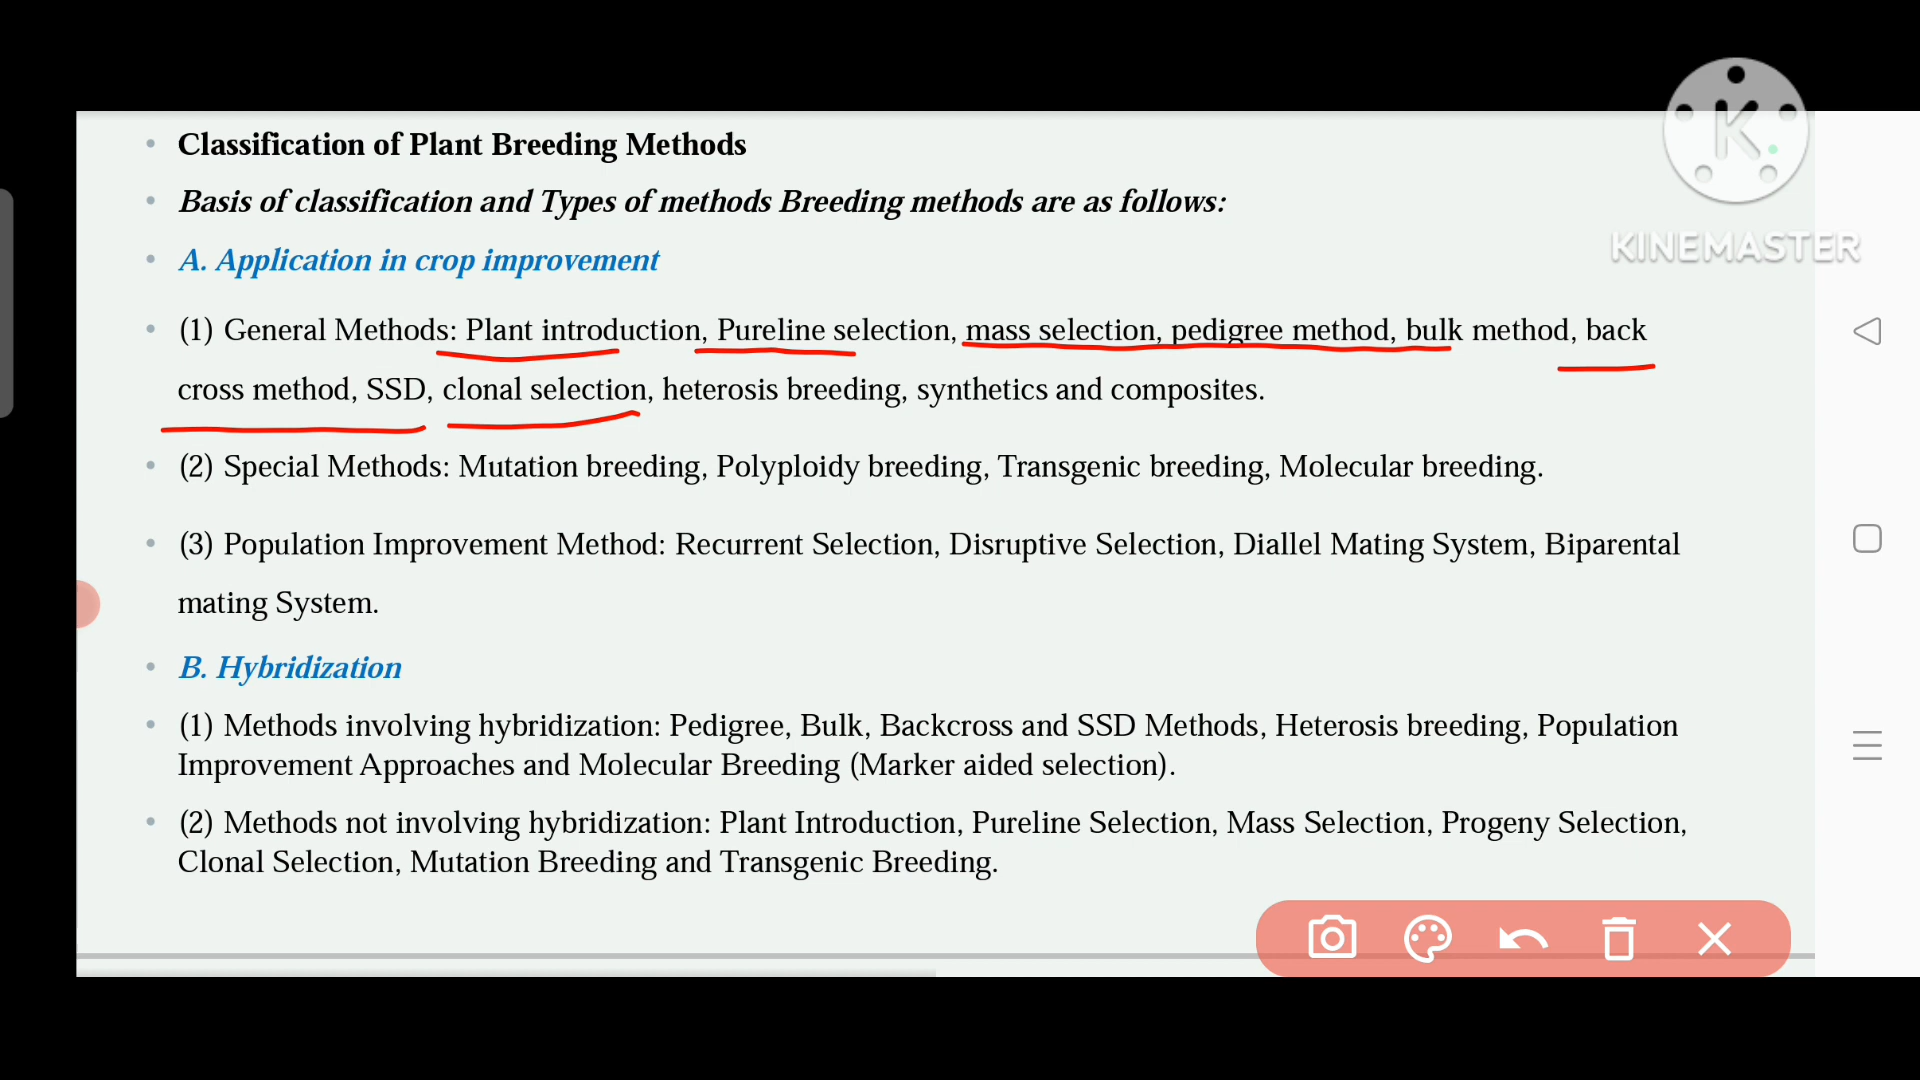 Classification of Plant Breeding Methods
Basis of classification and Types of methods Breeding methods are as follows:
A. Application in crop improvement
(1) General Methods: Plant introduction, Pureline selection, mass selection, pedigree method, bulk method, back
cross method, SSD, clonal selection, heterosis breeding, synthetics and composites.
(2) Special Methods: Mutation breeding, Polyploidy breeding, Transgenic breeding, Molecular breeding.
(3) Population Improvement Method: Recurrent Selection, Disruptive Selection, Diallel Mating System, Biparental
mating System.
B. Hybridization
(1) Methods involving hybridization: Pedigree, Bulk, Backcross and SSD Methods, Heterosis breeding, Population
Improvement Approaches and Molecular Breeding (Marker aided selection).
(2) Methods not involving hybridization: Plant Introduction, Pureline Selection, Mass Selection, Progeny Selection,
Clonal Selection, Mutation Breeding and Transgenic Breeding.
K
KINEMASTER